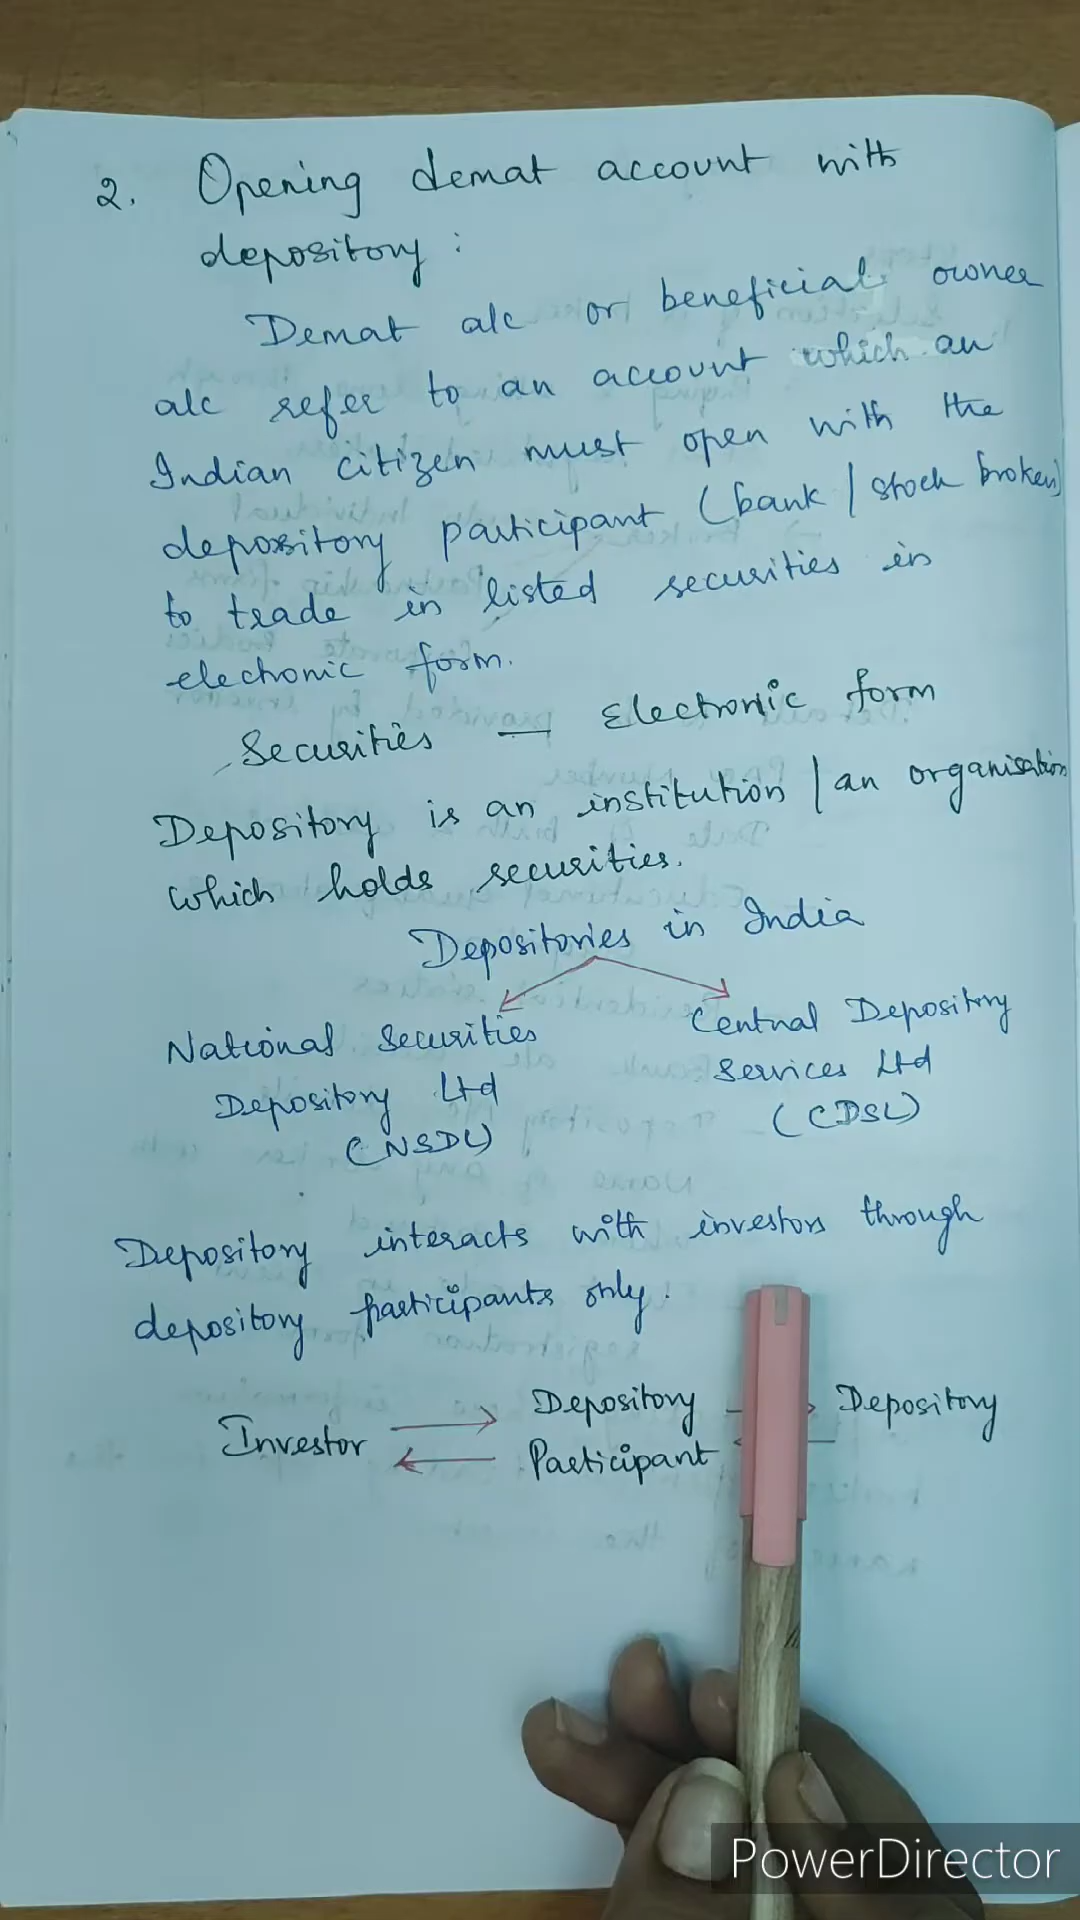 2. Opening demat account with
depository :
Demat a/c or beneficial owner
a/c refer to an account which an
Indian citizen must open with the
depository participant (bank / stock broker)
to trade in listed securities in
electronic form.
Securities — Electronic form
Depository is an institution / an organisation
which holds securities.
Depositories in India
National Securities
Depository Ltd
(NSDL)
Central Depository
Services Ltd
(CDSL)
Depository interacts with investors through
depository participants only.
Investor
Depository
Participant
Depository
PowerDirector